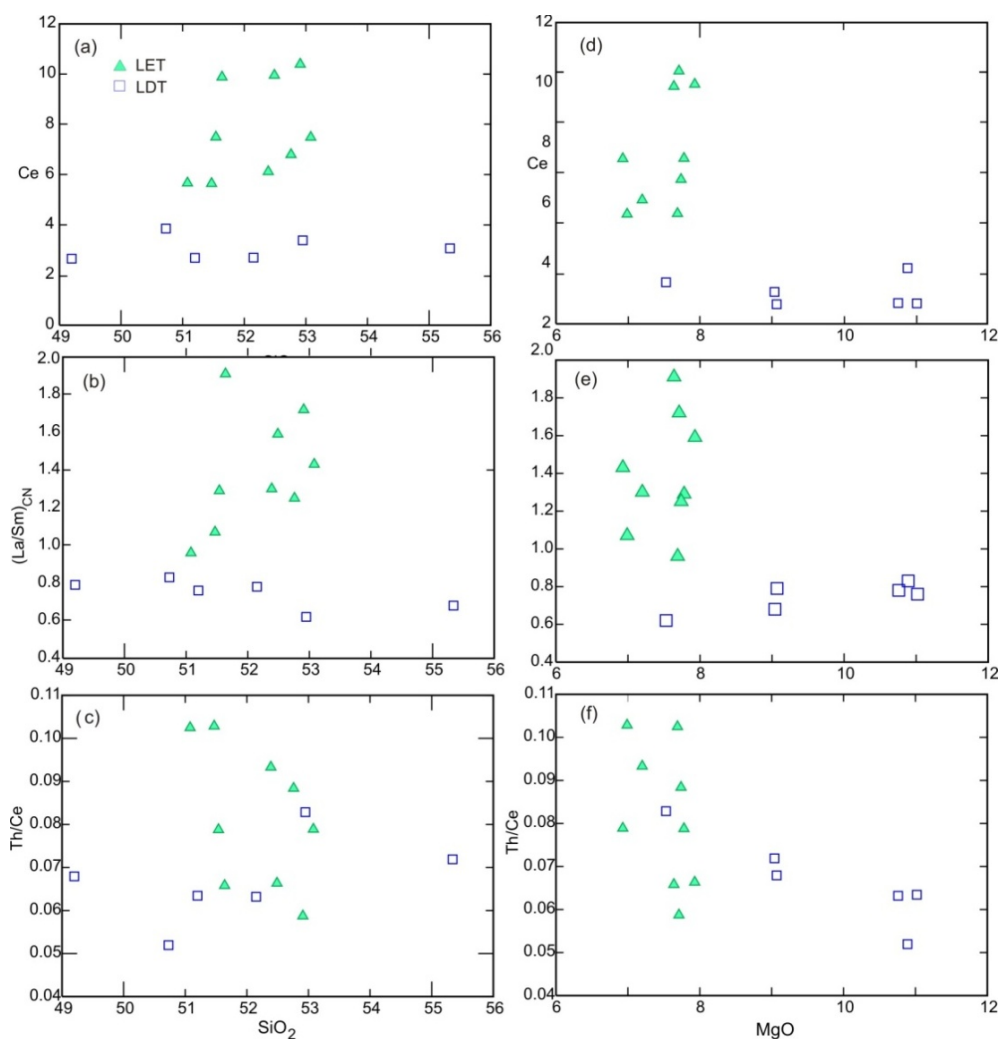 (a)
LET
LDT
12
10
8
Ce
6
4
2
0
49 50 51 52 53 54 55 56
(d)
12
10
8
Ce
6
4
2
6 8 10 12
(b)
2.0
1.8
1.6
1.4
1.2
1.0
0.8
0.6
0.4
(La/Sm)CN
49 50 51 52 53 54 55 56
(e)
2.0
1.8
1.6
1.4
1.2
1.0
0.8
0.6
0.4
6 8 10 12
(c)
0.11
0.10
0.09
0.08
0.07
0.06
0.05
0.04
Th/Ce
49 50 51 52 53 54 55 56
SiO2
(f)
0.11
0.10
0.09
0.08
0.07
0.06
0.05
0.04
Th/Ce
6 8 10 12
MgO